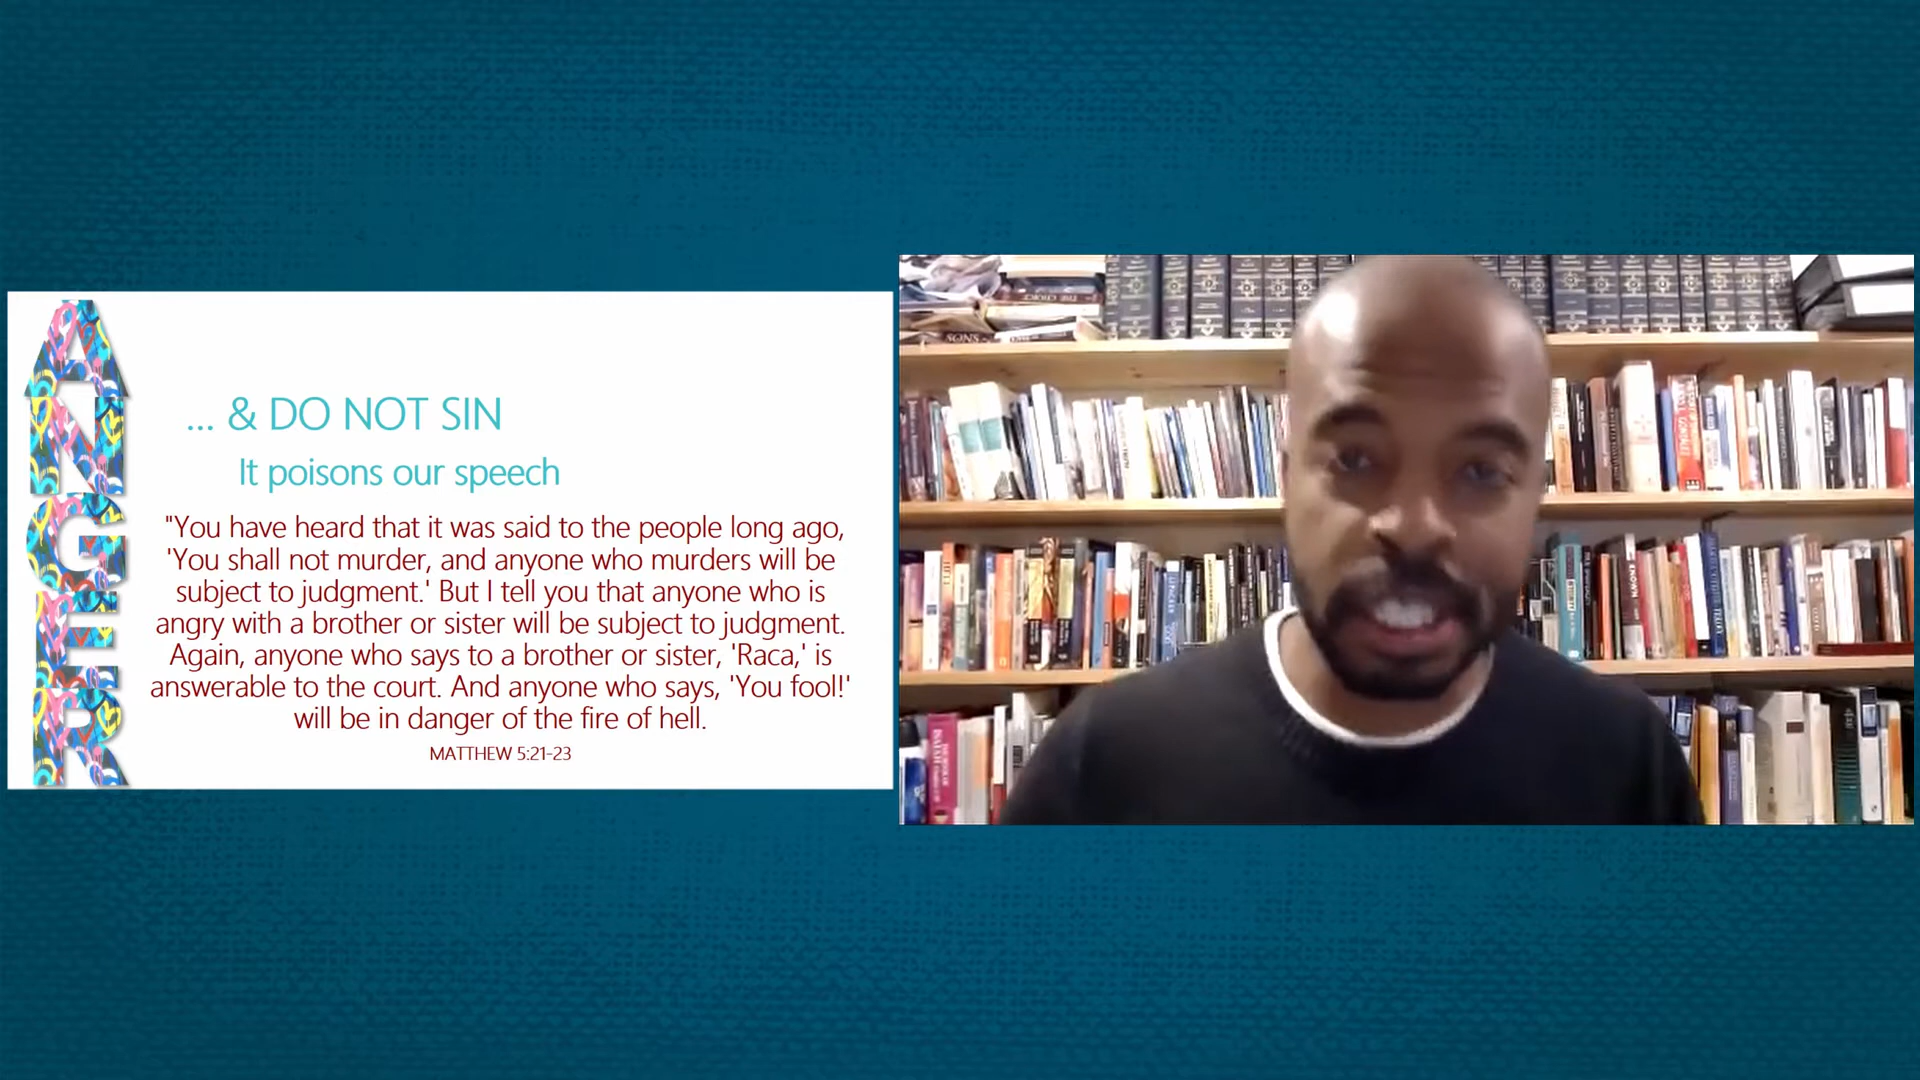 ANGER
... & DO NOT SIN
It poisons our speech
"You have heard that it was said to the people long ago,
'You shall not murder, and anyone who murders will be
subject to judgment.' But I tell you that anyone who is
angry with a brother or sister will be subject to judgment.
Again, anyone who says to a brother or sister, 'Raca,' is
answerable to the court. And anyone who says, 'You fool!'
will be in danger of the fire of hell.
MATTHEW 5:21-23